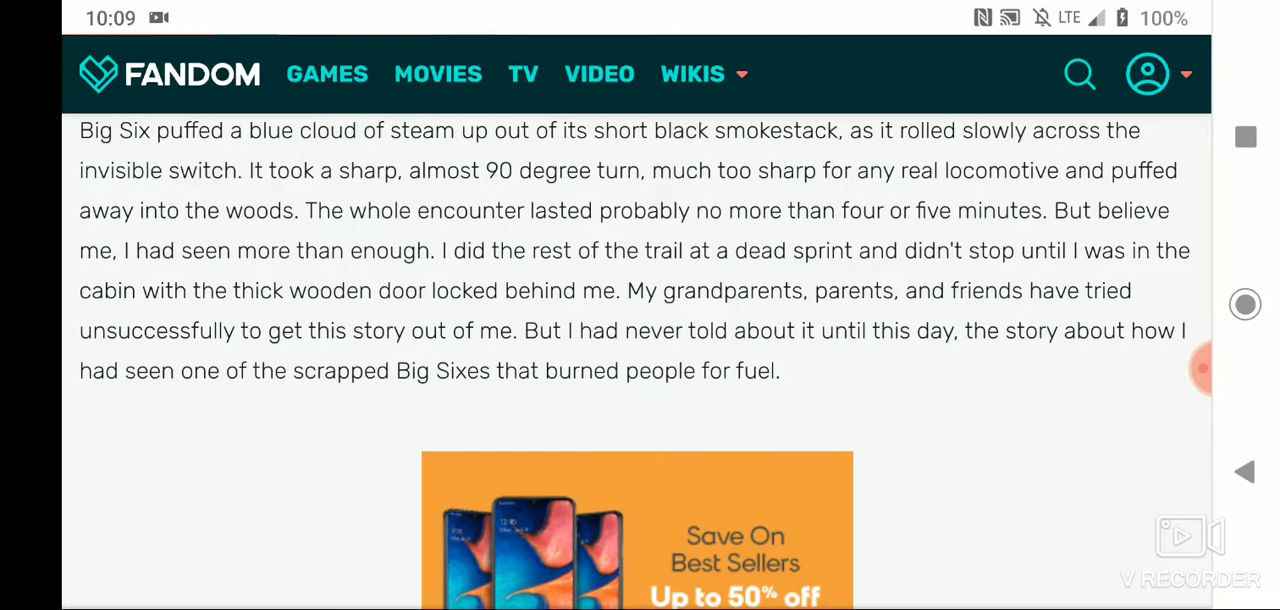 10:09 LTE 100%
FANDOM GAMES MOVIES TV VIDEO WIKIS
Big Six puffed a blue cloud of steam up out of its short black smokestack, as it rolled slowly across the
invisible switch. It took a sharp, almost 90 degree turn, much too sharp for any real locomotive and puffed
away into the woods. The whole encounter lasted probably no more than four or five minutes. But believe
me, I had seen more than enough. I did the rest of the trail at a dead sprint and didn't stop until I was in the
cabin with the thick wooden door locked behind me. My grandparents, parents, and friends have tried
unsuccessfully to get this story out of me. But I had never told about it until this day, the story about how I
had seen one of the scrapped Big Sixes that burned people for fuel.
Save On
Best Sellers
Up to 50% off
V RECORDER